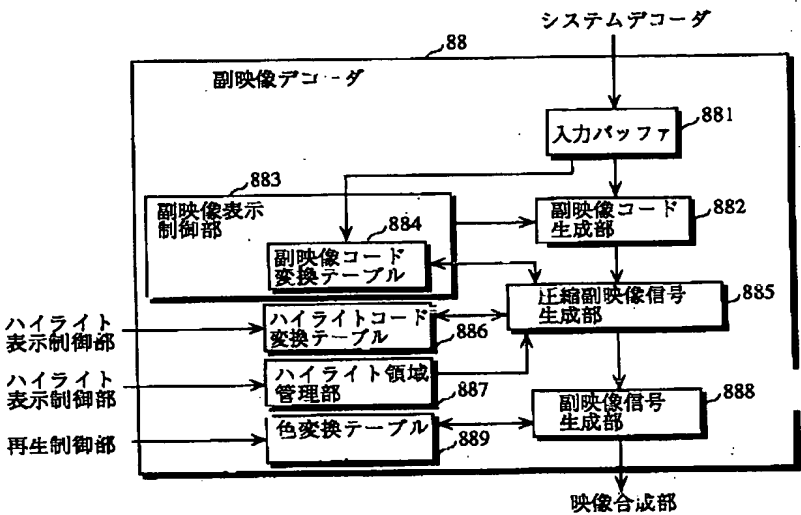 システムデコーダ
88
副映像デコーダ
881
入力バッファ
883
副映像表示
制御部
884
副映像コード
変換テーブル
副映像コード
生成部
882
圧縮副映像信号
生成部
885
ハイライト
表示制御部
ハイライトコード
変換テーブル
886
ハイライト
表示制御部
ハイライト領域
管理部
887
副映像信号
生成部
888
再生制御部
色変換テーブル
889
映像合成部